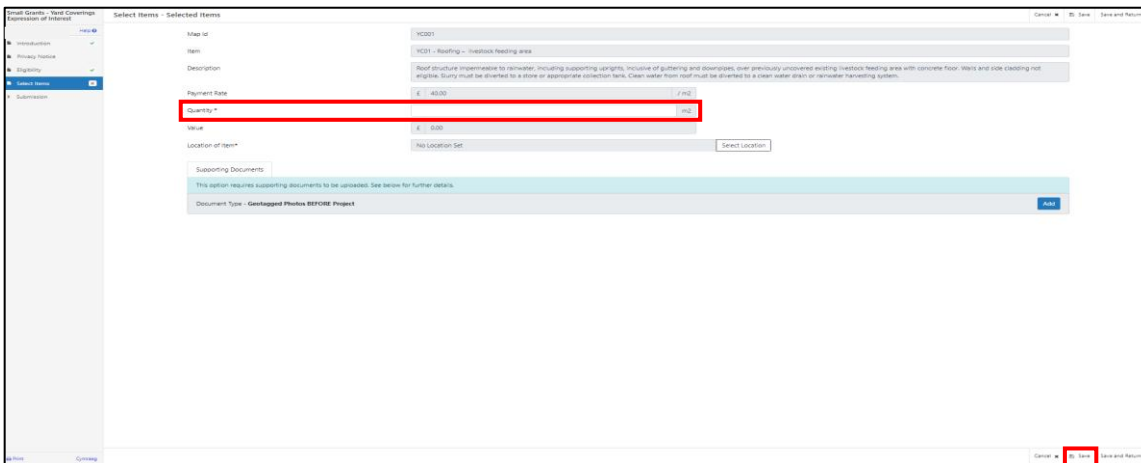 Small Grants - Yard Coverings
Expression of Interest
Select Items - Selected Items
Cancel
Save
Save and Return
Help
Introduction
Privacy Notice
Eligibility
Select Items
Submission
Map Id
YC001
Item
YC01 - Roofing – livestock feeding area
Description
Roof structure impermeable to rainwater, including supporting uprights, inclusive of guttering and downpipes, over previously uncovered existing livestock feeding area with concrete floor. Walls and side cladding not
eligible. Slurry must be diverted to a store or appropriate collection tank. Clean water from roof must be diverted to a clean water drain or rainwater harvesting system.
Payment Rate
£ 40.00 / m2
Quantity *
m2
Value
£ 0.00
Location of Item*
No Location Set
Select Location
Supporting Documents
This option requires supporting documents to be uploaded. See below for further details.
Document Type - Geotagged Photos BEFORE Project
Add
Print
Cymraeg
Cancel
Save
Save and Return